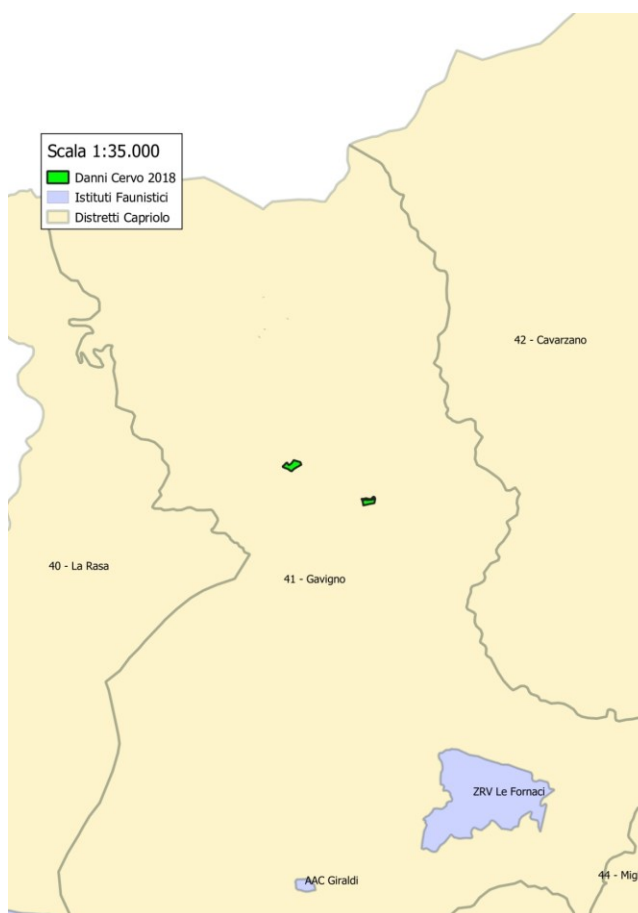 Scala 1:35.000
Danni Cervo 2018
Istituti Faunistici
Distretti Capriolo
42 - Cavarzano
40 - La Rasa
41 - Gavigno
ZRV Le Fornaci
AAC Giraldi
44 - Mig